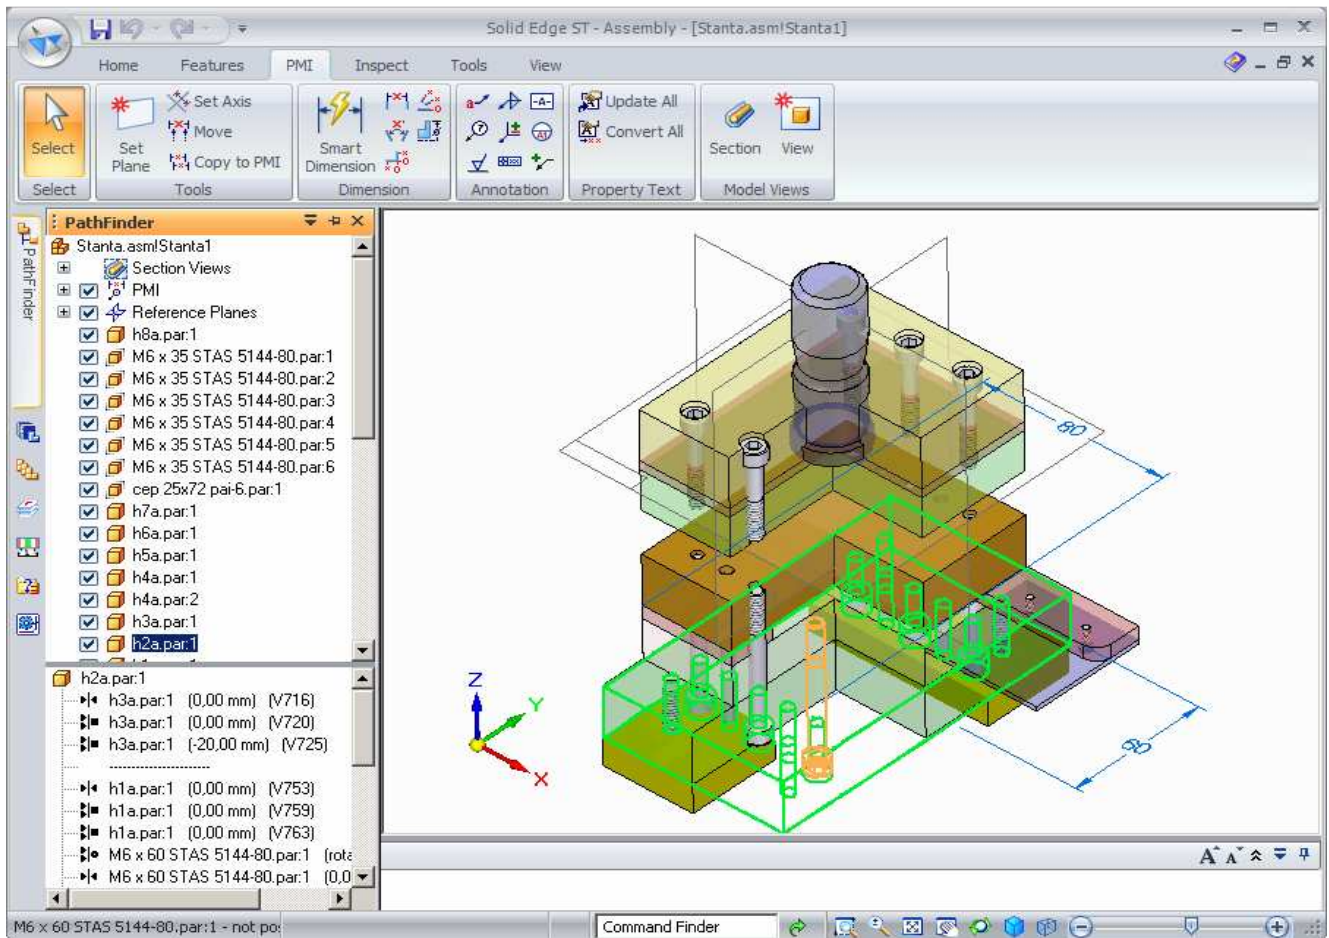 Solid Edge ST - Assembly - [Stanta.asm!Stanta1]
Home Features PMI Inspect Tools View
Select
Set Plane
Set Axis
Move
Copy to PMI
Smart Dimension
-A-
A1
Update All
Convert All
Section
View
Select Tools Dimension Annotation Property Text Model Views
PathFinder
PathFinder
Stanta.asm!Stanta1
Section Views
PMI
Reference Planes
h8a.par:1
M6 x 35 STAS 5144-80.par:1
M6 x 35 STAS 5144-80.par:2
M6 x 35 STAS 5144-80.par:3
M6 x 35 STAS 5144-80.par:4
M6 x 35 STAS 5144-80.par:5
M6 x 35 STAS 5144-80.par:6
cep 25x72 pai-6.par:1
h7a.par:1
h6a.par:1
h5a.par:1
h4a.par:1
h4a.par:2
h3a.par:1
h2a.par:1
h2a.par:1
h3a.par:1 (0,00 mm) (V716)
h3a.par:1 (0,00 mm) (V720)
h3a.par:1 (-20,00 mm) (V725)
--------------------
h1a.par:1 (0,00 mm) (V753)
h1a.par:1 (0,00 mm) (V759)
h1a.par:1 (0,00 mm) (V763)
M6 x 60 STAS 5144-80.par:1 (rota
M6 x 60 STAS 5144-80.par:1 (0,0
80
Z
Y
X
A A
M6 x 60 STAS 5144-80.par:1 - not po:
Command Finder